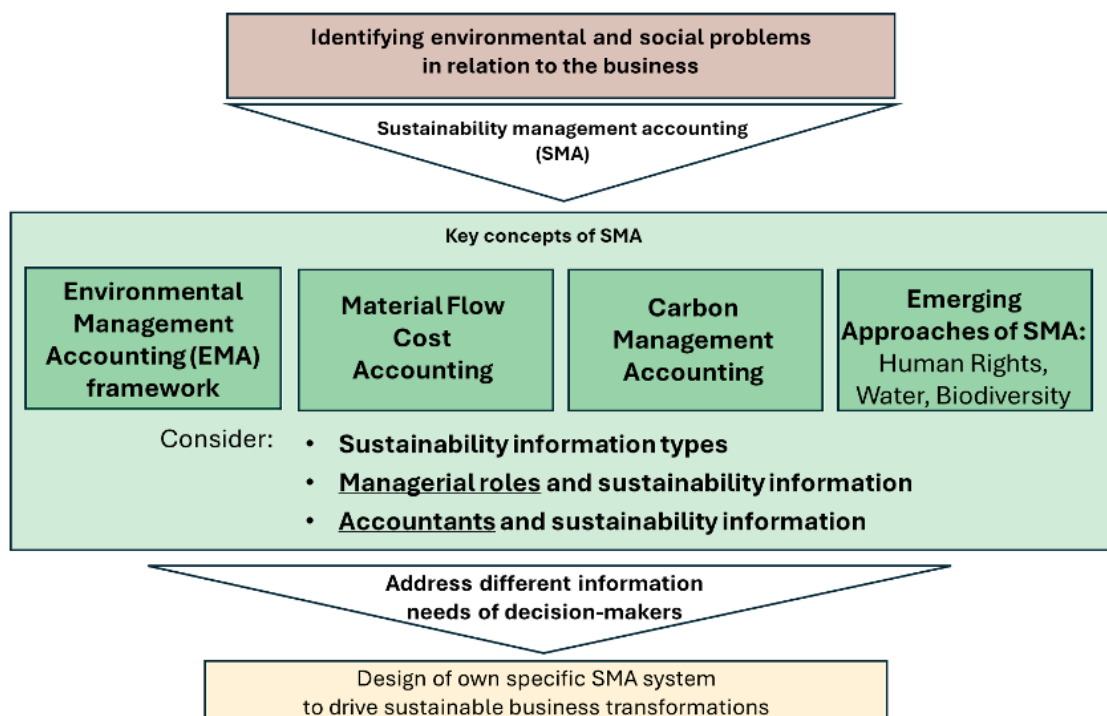 Identifying environmental and social problems
in relation to the business
Sustainability management accounting
(SMA)
Key concepts of SMA
Environmental
Management
Accounting (EMA)
framework
Material Flow
Cost
Accounting
Carbon
Management
Accounting
Emerging
Approaches of SMA:
Human Rights,
Water, Biodiversity
Consider:
• Sustainability information types
• Managerial roles and sustainability information
• Accountants and sustainability information
Address different information
needs of decision-makers
Design of own specific SMA system
to drive sustainable business transformations